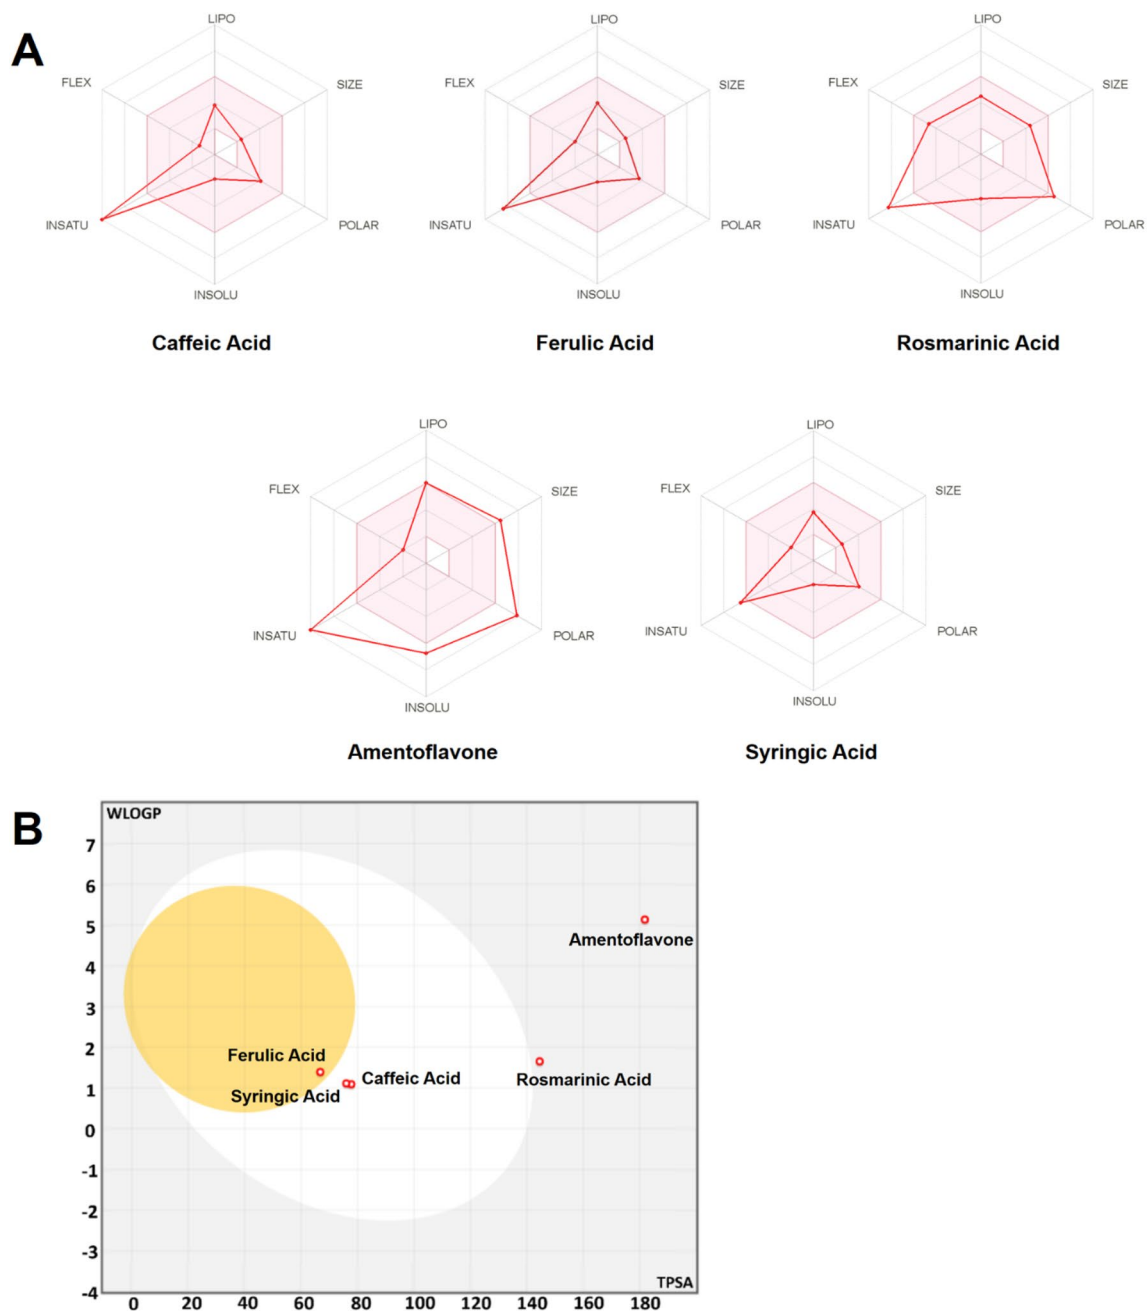 A
LIPO
FLEX
SIZE
INSATU
POLAR
INSOLU
Caffeic Acid
LIPO
FLEX
SIZE
INSATU
POLAR
INSOLU
Ferulic Acid
LIPO
FLEX
SIZE
INSATU
POLAR
INSOLU
Rosmarinic Acid
LIPO
FLEX
SIZE
INSATU
POLAR
INSOLU
Amentoflavone
LIPO
FLEX
SIZE
INSATU
POLAR
INSOLU
Syringic Acid
B
WLOGP
7
6
5
4
3
2
1
0
-1
-2
-3
-4
Amentoflavone
Ferulic Acid
Caffeic Acid
Rosmarinic Acid
Syringic Acid
TPSA
0 20 40 60 80 100 120 140 160 180